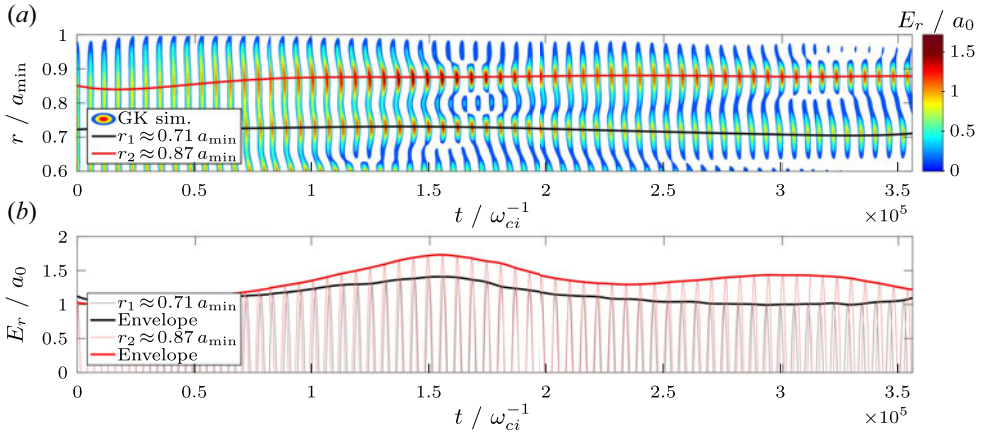 (a)
E_r / a_0
1
0.9
0.8
0.7
0.6
r / a_min
GK sim.
r_1 ≈ 0.71 a_min
r_2 ≈ 0.87 a_min
0 0.5 1 1.5 2 2.5 3 3.5
×10^5
t / ω_ci^−1
1.5
1
0.5
0
(b)
2
1.5
1
0.5
0
E_r / a_0
r_1 ≈ 0.71 a_min
Envelope
r_2 ≈ 0.87 a_min
Envelope
0 0.5 1 1.5 2 2.5 3 3.5
×10^5
t / ω_ci^−1